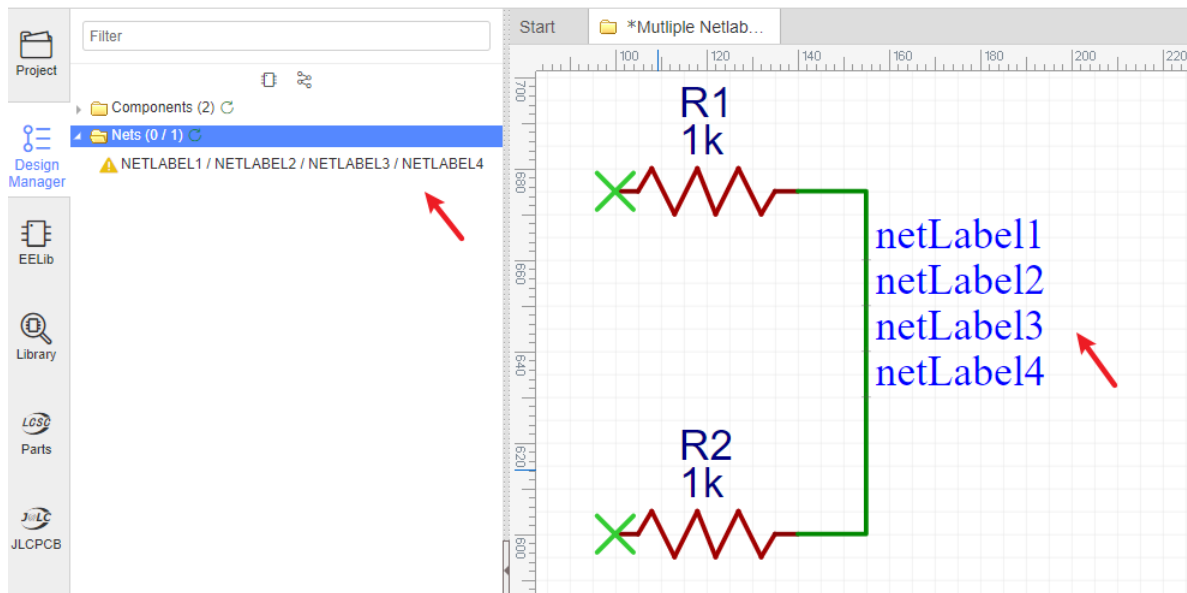 Project
Design
Manager
EELib
Library
LCSC
Parts
JLCPCB
Filter
Components (2)
Nets (0 / 1)
NETLABEL1 / NETLABEL2 / NETLABEL3 / NETLABEL4
Start
*Mutliple Netlab...
100
120
140
160
180
200
220
700
680
660
640
620
600
R1
1k
netLabel1
netLabel2
netLabel3
netLabel4
R2
1k